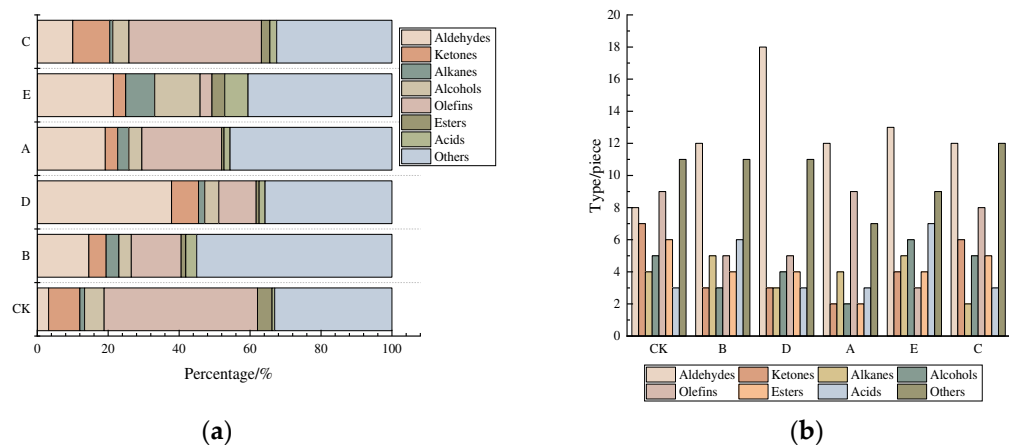 C
E
A
D
B
CK
0 20 40 60 80 100
Percentage/%
Aldehydes
Ketones
Alkanes
Alcohols
Olefins
Esters
Acids
Others
(a)
20
18
16
14
12
10
8
6
4
2
0
Type/piece
CK B D A E C
Aldehydes Ketones Alkanes Alcohols
Olefins Esters Acids Others
(b)